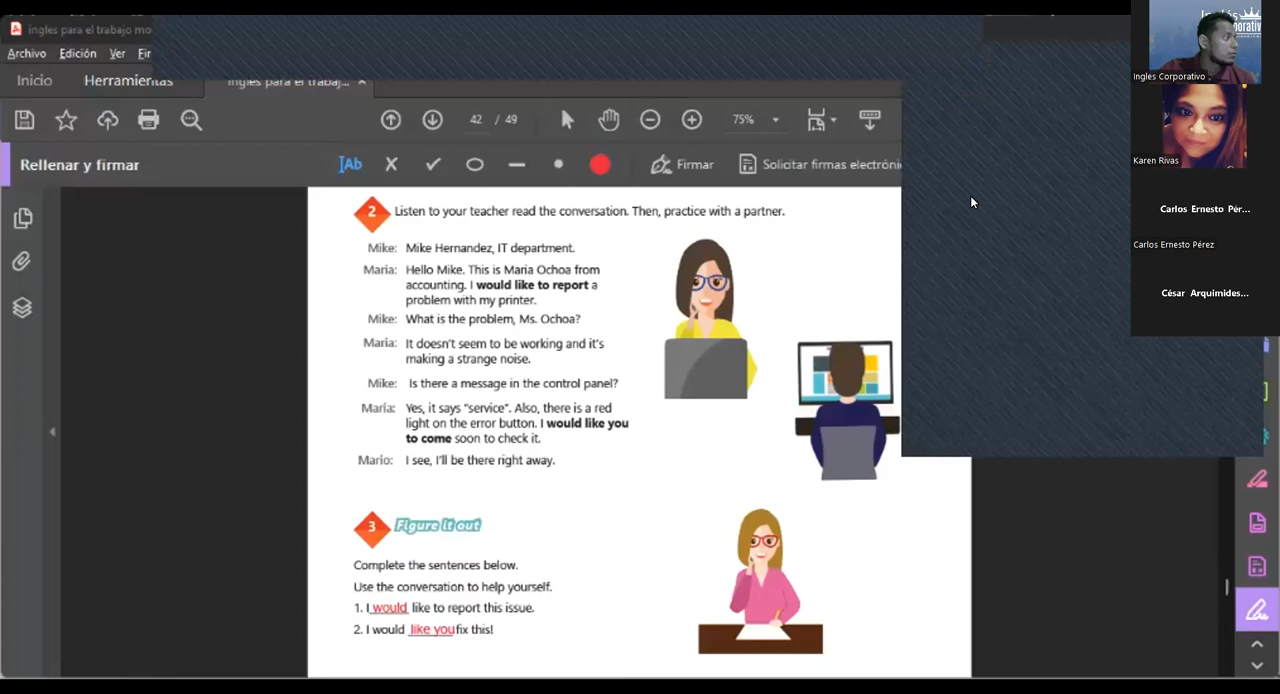 ingles para el trabajo mo
Archivo Edición Ver Fir
Inicio Herramientas ingles para el trabaj... ×
42 / 49 75%
Rellenar y firmar Ab Firmar Solicitar firmas electróni
2 Listen to your teacher read the conversation. Then, practice with a partner.
Mike: Mike Hernandez, IT department.
Maria: Hello Mike. This is Maria Ochoa from
accounting. I would like to report a
problem with my printer.
Mike: What is the problem, Ms. Ochoa?
Maria: It doesn't seem to be working and it's
making a strange noise.
Mike: Is there a message in the control panel?
María: Yes, it says "service". Also, there is a red
light on the error button. I would like you
to come soon to check it.
Mario: I see, I'll be there right away.
3 Figure it out
Complete the sentences below.
Use the conversation to help yourself.
1. I would like to report this issue.
2. I would like you fix this!
Ingles Corporativo
Karen Rivas
Carlos Ernesto Pér...
Carlos Ernesto Pérez
César Arquimides...